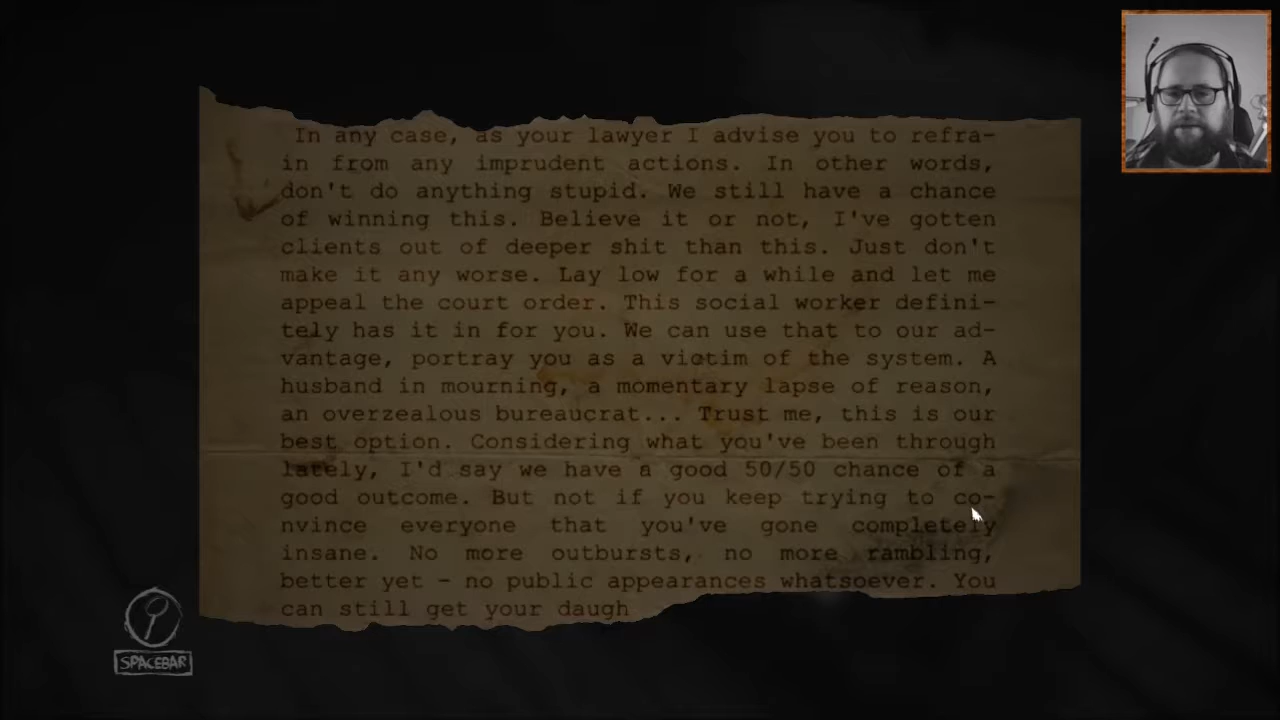 In any case, as your lawyer I advise you to refra-
in from any imprudent actions. In other words,
don't do anything stupid. We still have a chance
of winning this. Believe it or not, I've gotten
clients out of deeper shit than this. Just don't
make it any worse. Lay low for a while and let me
appeal the court order. This social worker defini-
tely has it in for you. We can use that to our ad-
vantage, portray you as a victim of the system. A
husband in mourning, a momentary lapse of reason,
an overzealous bureaucrat... Trust me, this is our
best option. Considering what you've been through
lately, I'd say we have a good 50/50 chance of a
good outcome. But not if you keep trying to co-
nvince everyone that you've gone completely
insane. No more outbursts, no more rambling,
better yet - no public appearances whatsoever. You
can still get your daugh
SPACEBAR